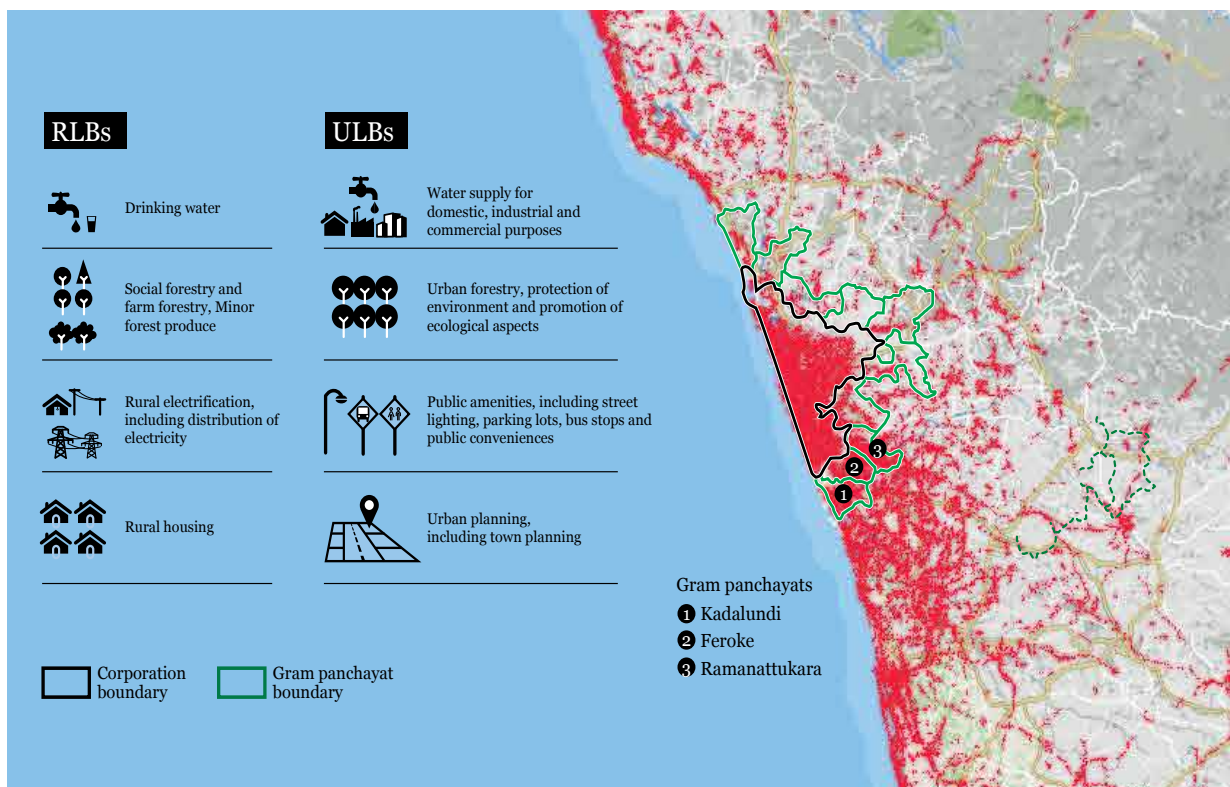 RLBs
Drinking water
Social forestry and
farm forestry, Minor
forest produce
Rural electrification,
including distribution of
electricity
Rural housing
ULBs
Water supply for
domestic, industrial and
commercial purposes
Urban forestry, protection of
environment and promotion of
ecological aspects
Public amenities, including street
lighting, parking lots, bus stops and
public conveniences
Urban planning,
including town planning
Corporation
boundary
Gram panchayat
boundary
3
2
1
Gram panchayats
1 Kadalundi
2 Feroke
3 Ramanattukara